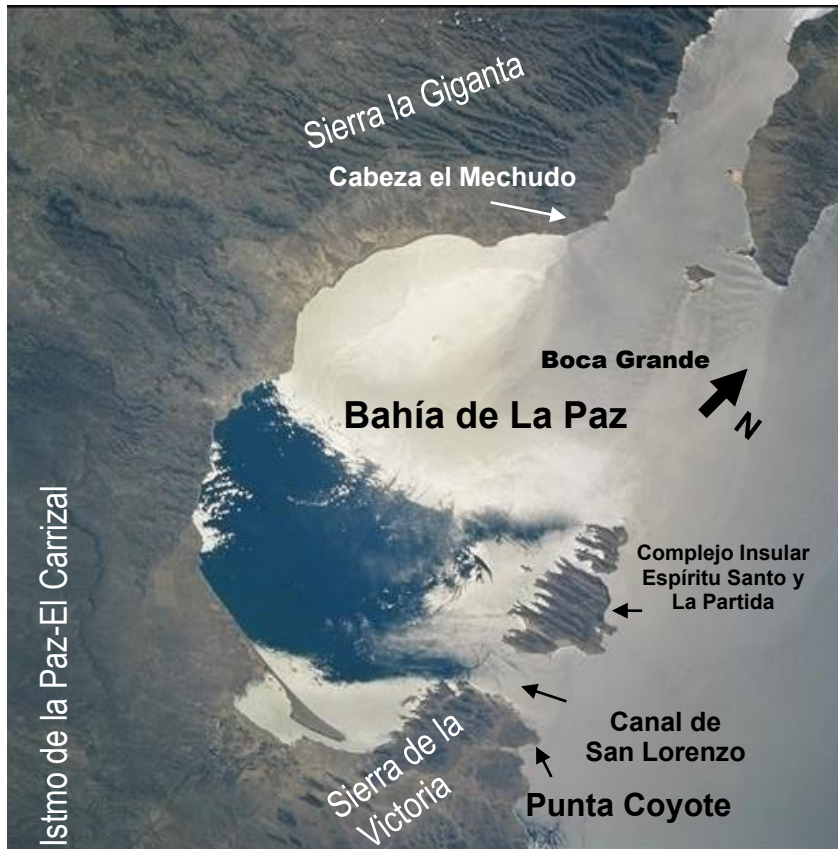 Sierra la Giganta
Cabeza el Mechudo
Boca Grande
N
Bahía de La Paz
Istmo de la Paz-El Carrizal
Complejo Insular
Espíritu Santo y
La Partida
Canal de
San Lorenzo
Sierra de la
Victoria
Punta Coyote